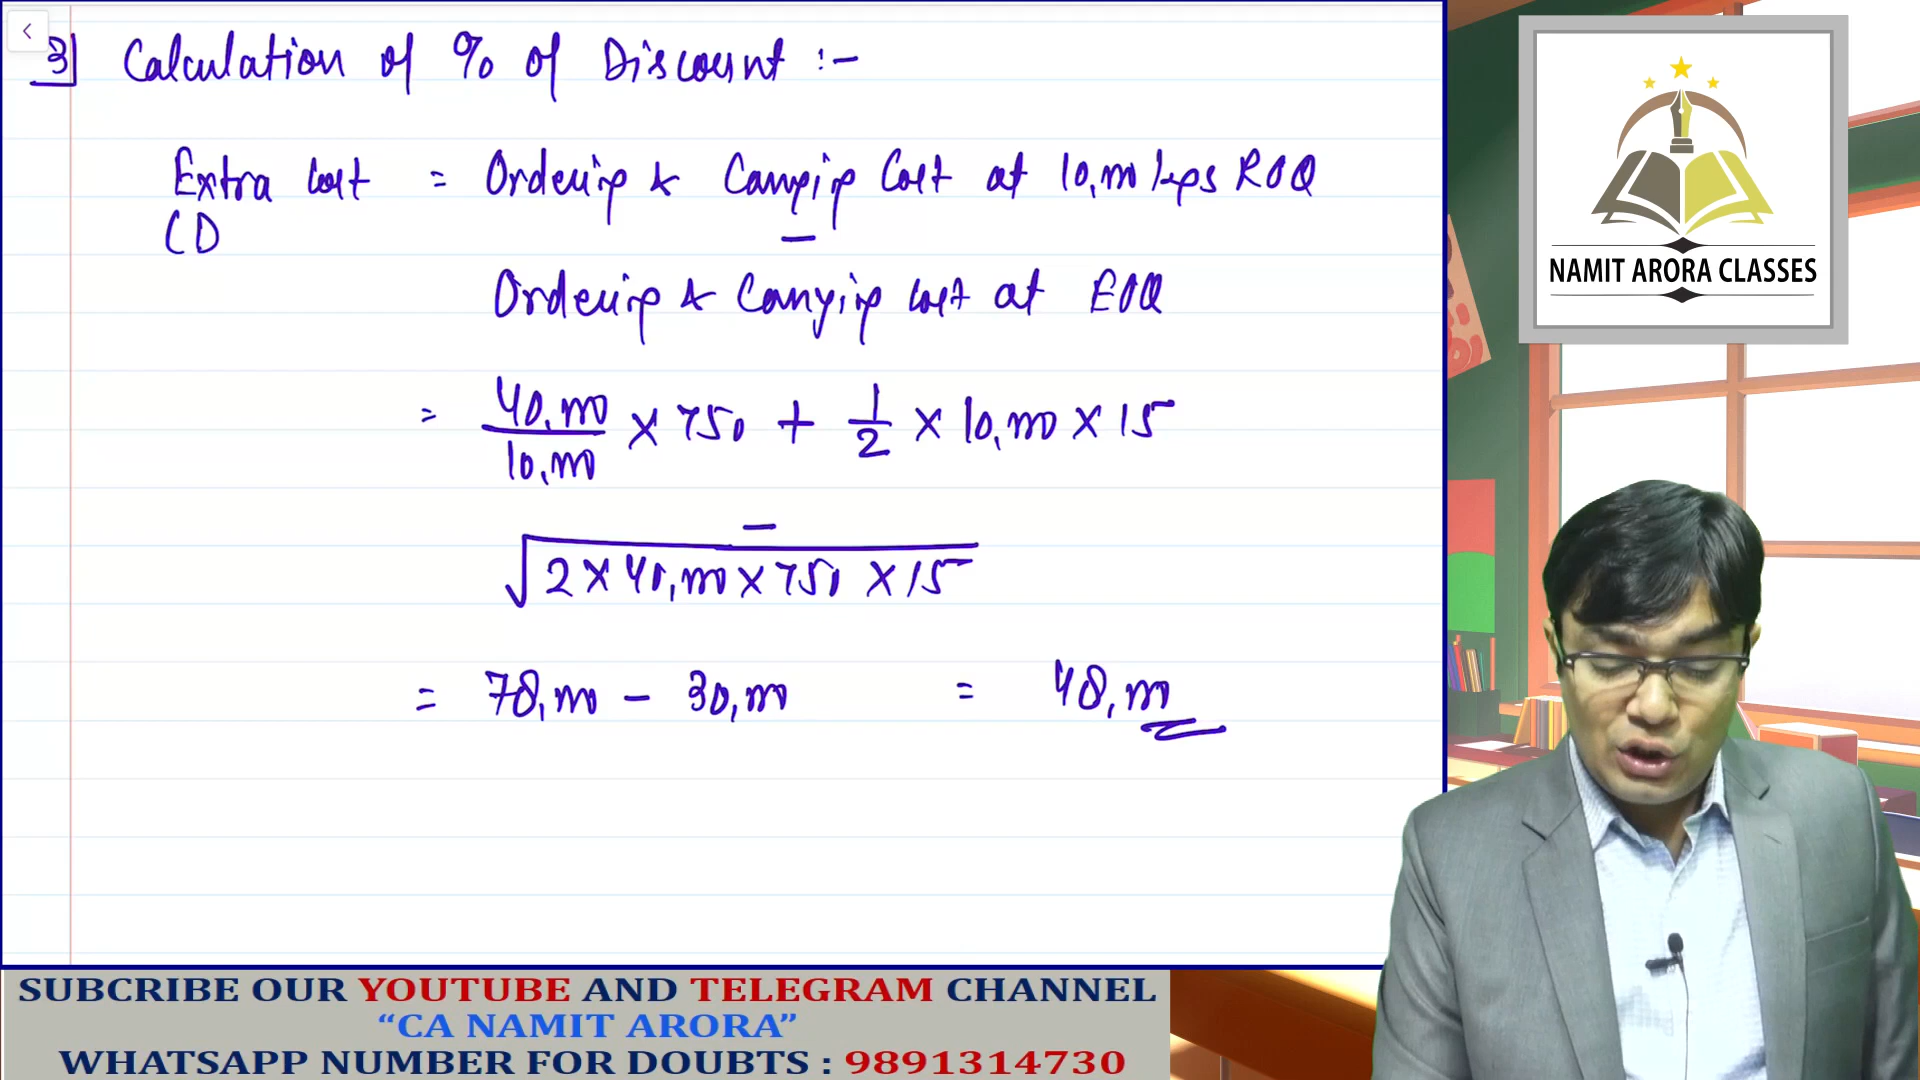 3] Calculation of % of Discount :-
Extra cost = Ordering & Carrying Cost at 10,000 kgs ROQ
(D
-
Ordering & Carrying cost at EOQ
= 40,000/10,000 × 750 + 1/2 × 10,000 × 15
-
√2 × 40,000 × 750 × 15
= 78,000 - 30,000 = 48,000
NAMIT ARORA CLASSES
SUBCRIBE OUR YOUTUBE AND TELEGRAM CHANNEL
“CA NAMIT ARORA”
WHATSAPP NUMBER FOR DOUBTS : 9891314730